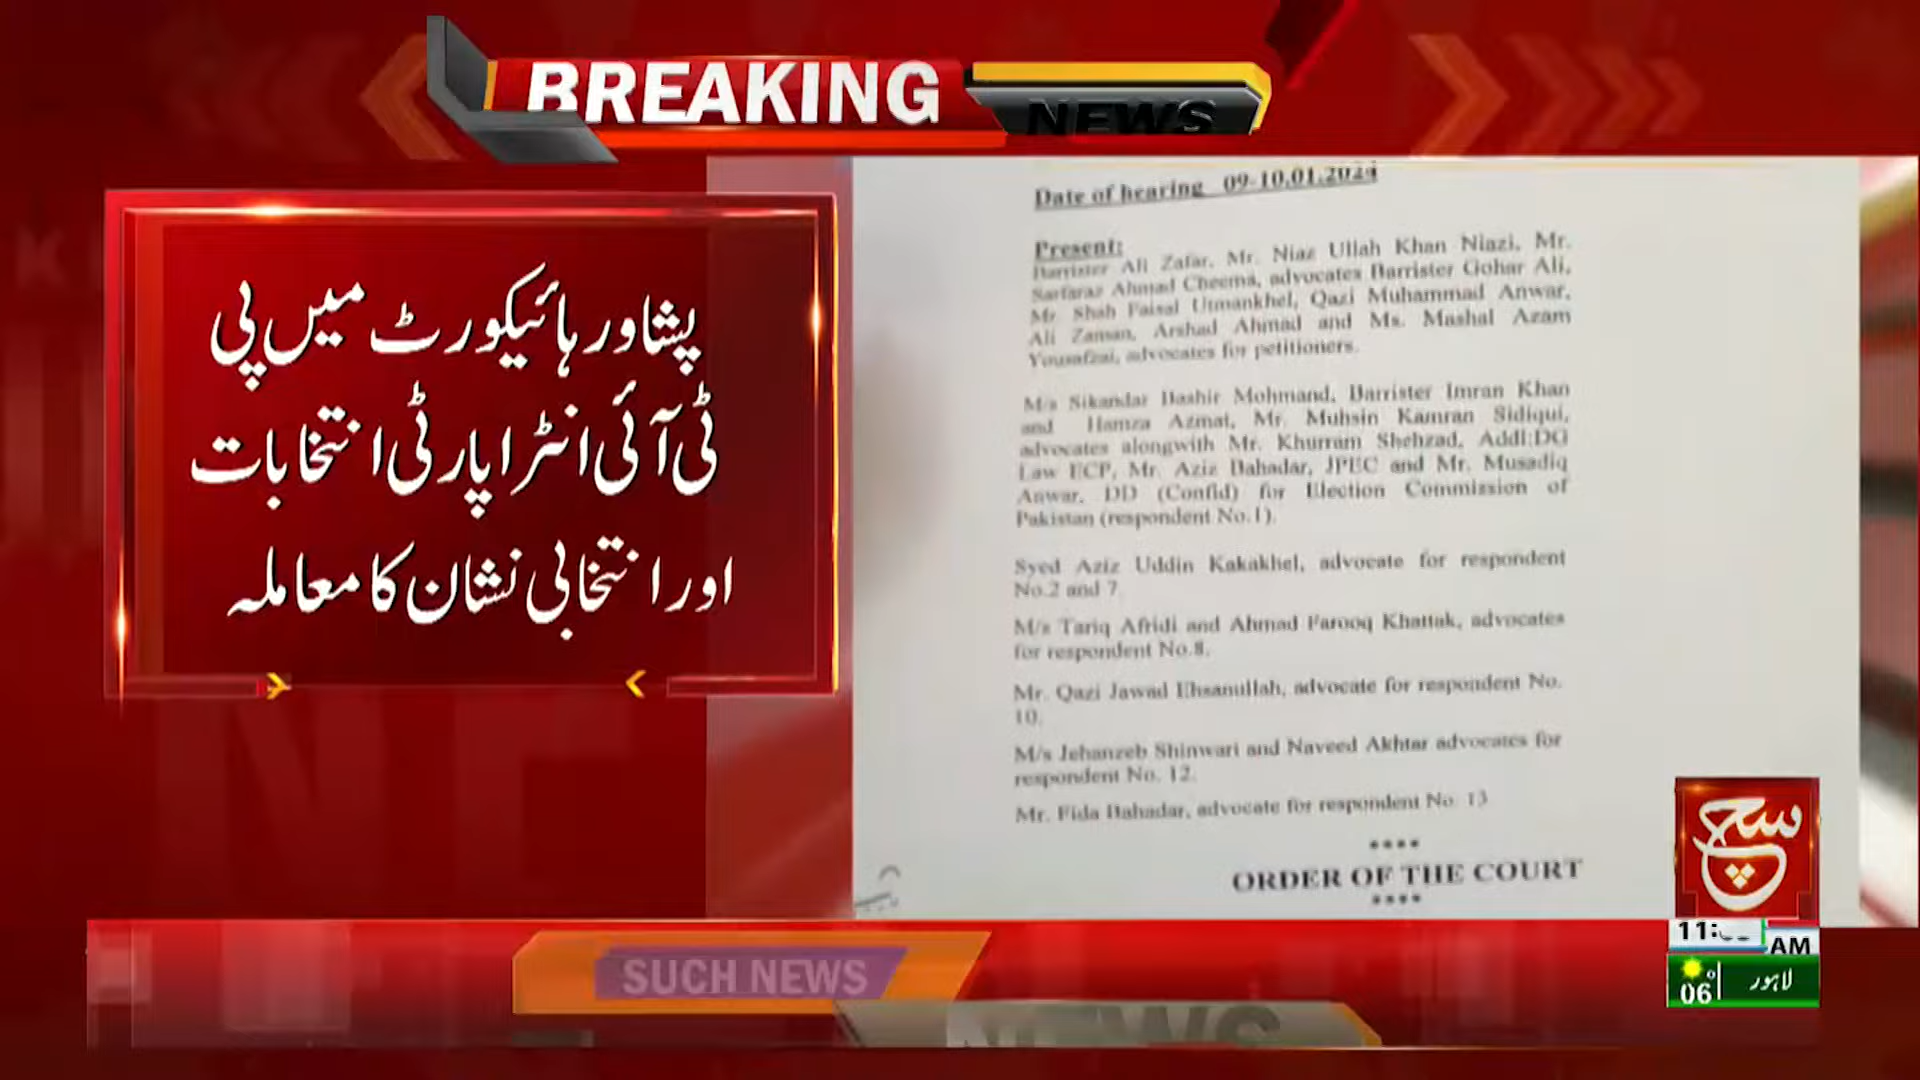 BREAKING
NEWS
پشاور ہائیکورٹ میں پی
ٹی آئی انٹرا پارٹی انتخابات
اور انتخابی نشان کا معاملہ
Date of hearing 09-10.01.2024
Present:
Barrister Ali Zafar, Mr. Niaz Ullah Khan Niazi, Mr.
Sarfaraz Ahmad Cheema, advocates Barrister Gohar Ali,
Mr. Shah Faisal Utmankhel, Qazi Muhammad Anwar,
Ali Zaman, Arshad Ahmad and Ms. Mashal Azam
Yousafzai, advocates for petitioners.
M/s Sikandar Bashir Mohmand, Barrister Imran Khan
and Hamza Azmat, Mr. Muhsin Kamran Sidiqui,
advocates alongwith Mr. Khurram Shehzad, Addl:DG
Law ECP, Mr. Aziz Bahadar, JPEC and Mr. Musadiq
Anwar, DD (Confid) for Election Commission of
Pakistan (respondent No.1).
Syed Aziz Uddin Kakakhel, advocate for respondent
No.2 and 7.
M/s Tariq Afridi and Ahmad Farooq Khattak, advocates
for respondent No.8.
Mr. Qazi Jawad Ehsanullah, advocate for respondent No.
10.
M/s Jehanzeb Shinwari and Naveed Akhtar advocates for
respondent No. 12.
Mr. Fida Bahadar, advocate for respondent No. 13
****
ORDER OF THE COURT
****
سچ
SUCH NEWS
NEWS
11: AM
06° لاہور